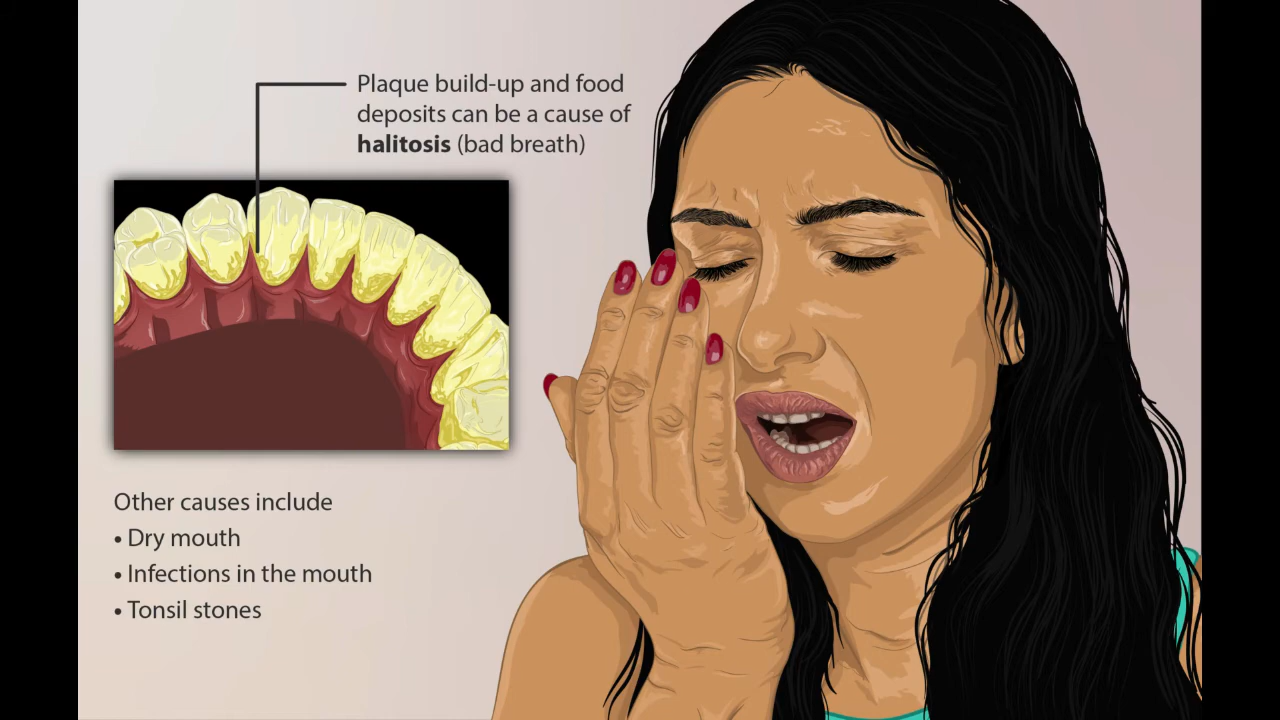 Plaque build-up and food
deposits can be a cause of
halitosis (bad breath)
Other causes include
• Dry mouth
• Infections in the mouth
• Tonsil stones